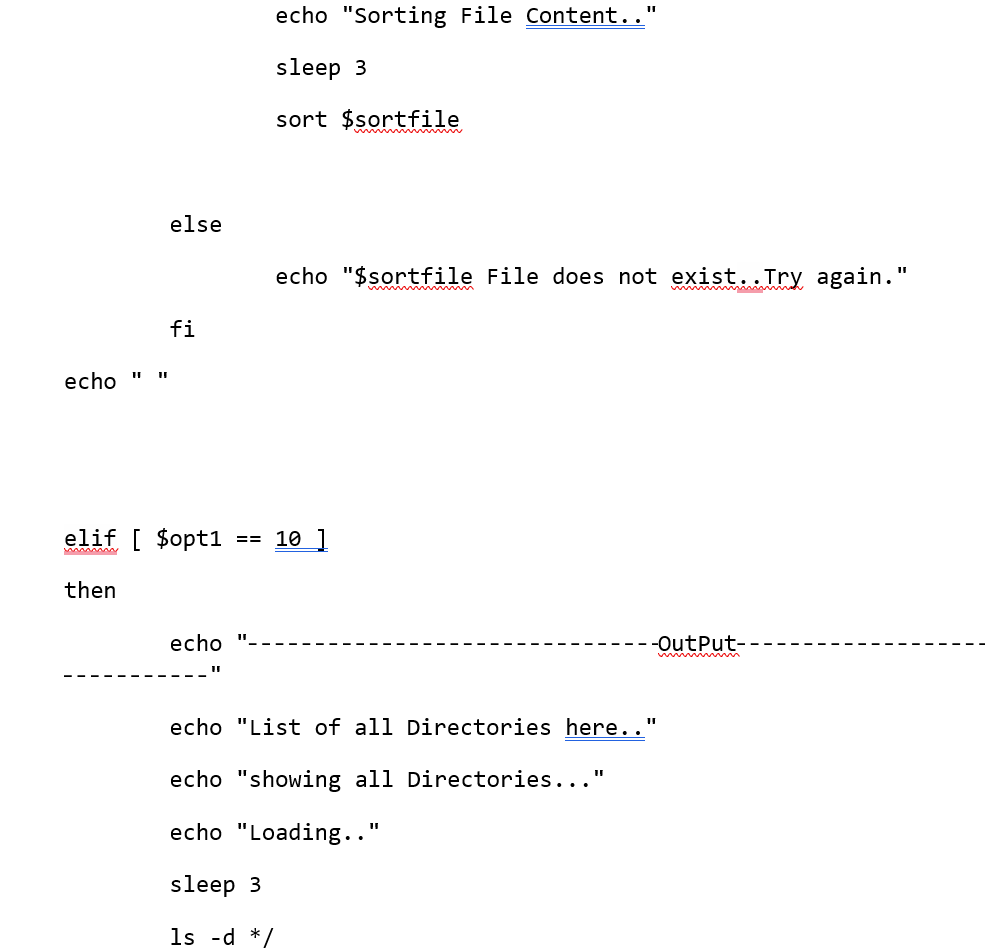 echo "Sorting File Content.."
sleep 3
sort $sortfile
else
echo "$sortfile File does not exist..Try again."
fi
echo " "
elif [ $opt1 == 10 ]
then
echo "-------------------------------OutPut-------------------
-----------"
echo "List of all Directories here.."
echo "showing all Directories..."
echo "Loading.."
sleep 3
ls -d */